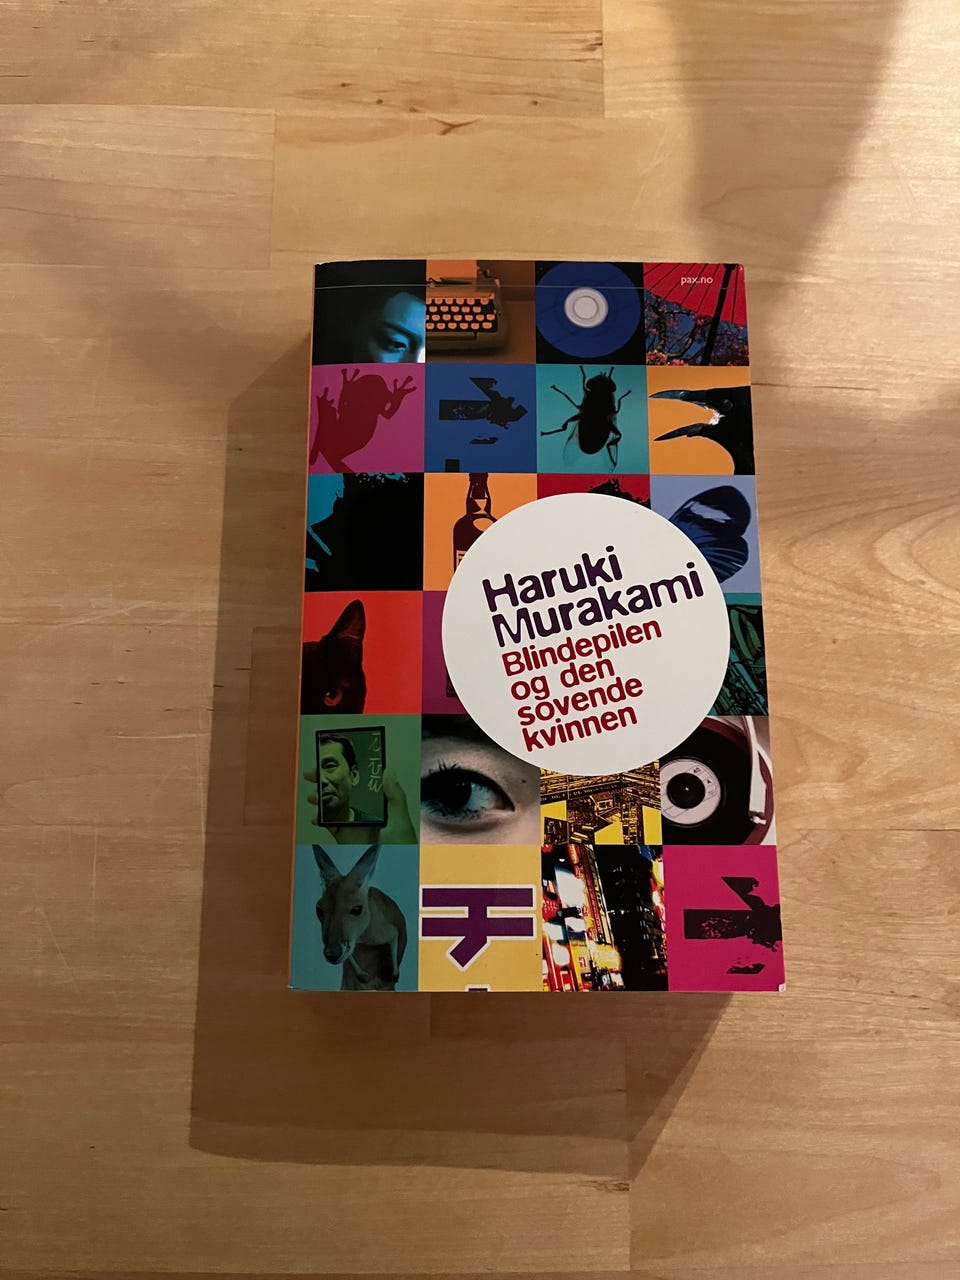 pax.no
Haruki
Murakami
Blindepilen
og den
sovende
kvinnen